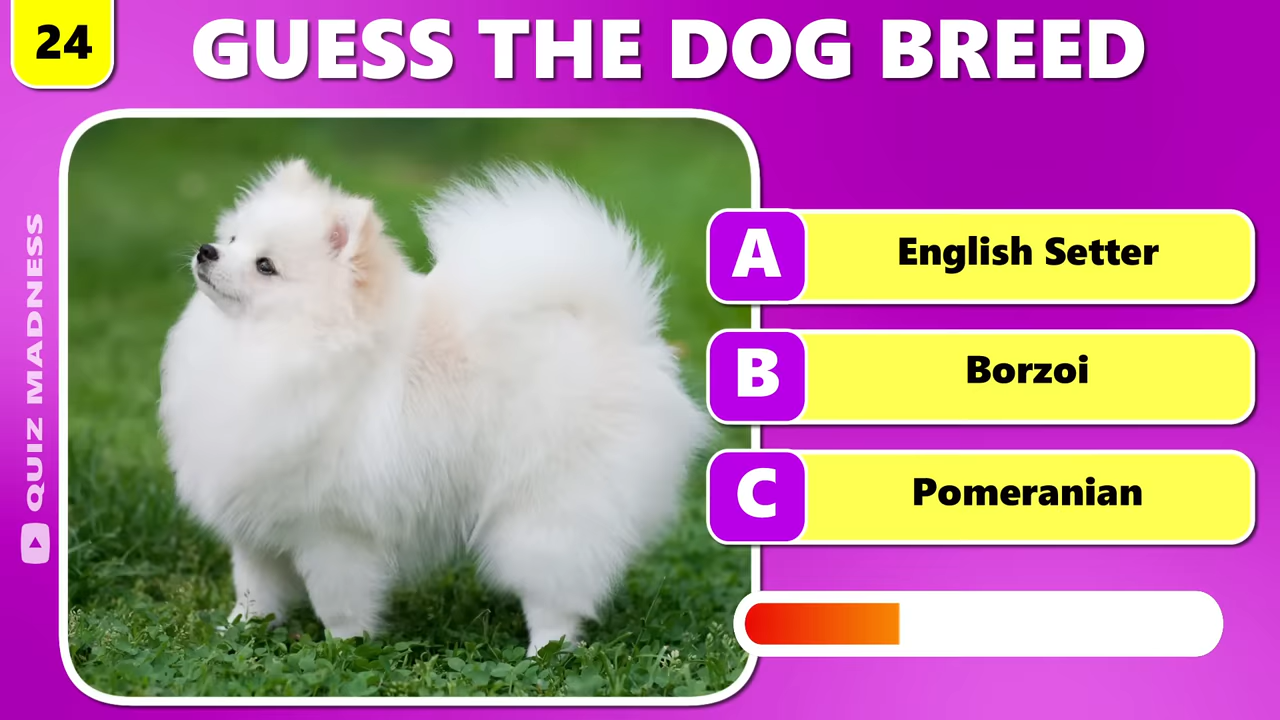 24
GUESS THE DOG BREED
QUIZ MADNESS
A
English Setter
B
Borzoi
C
Pomeranian